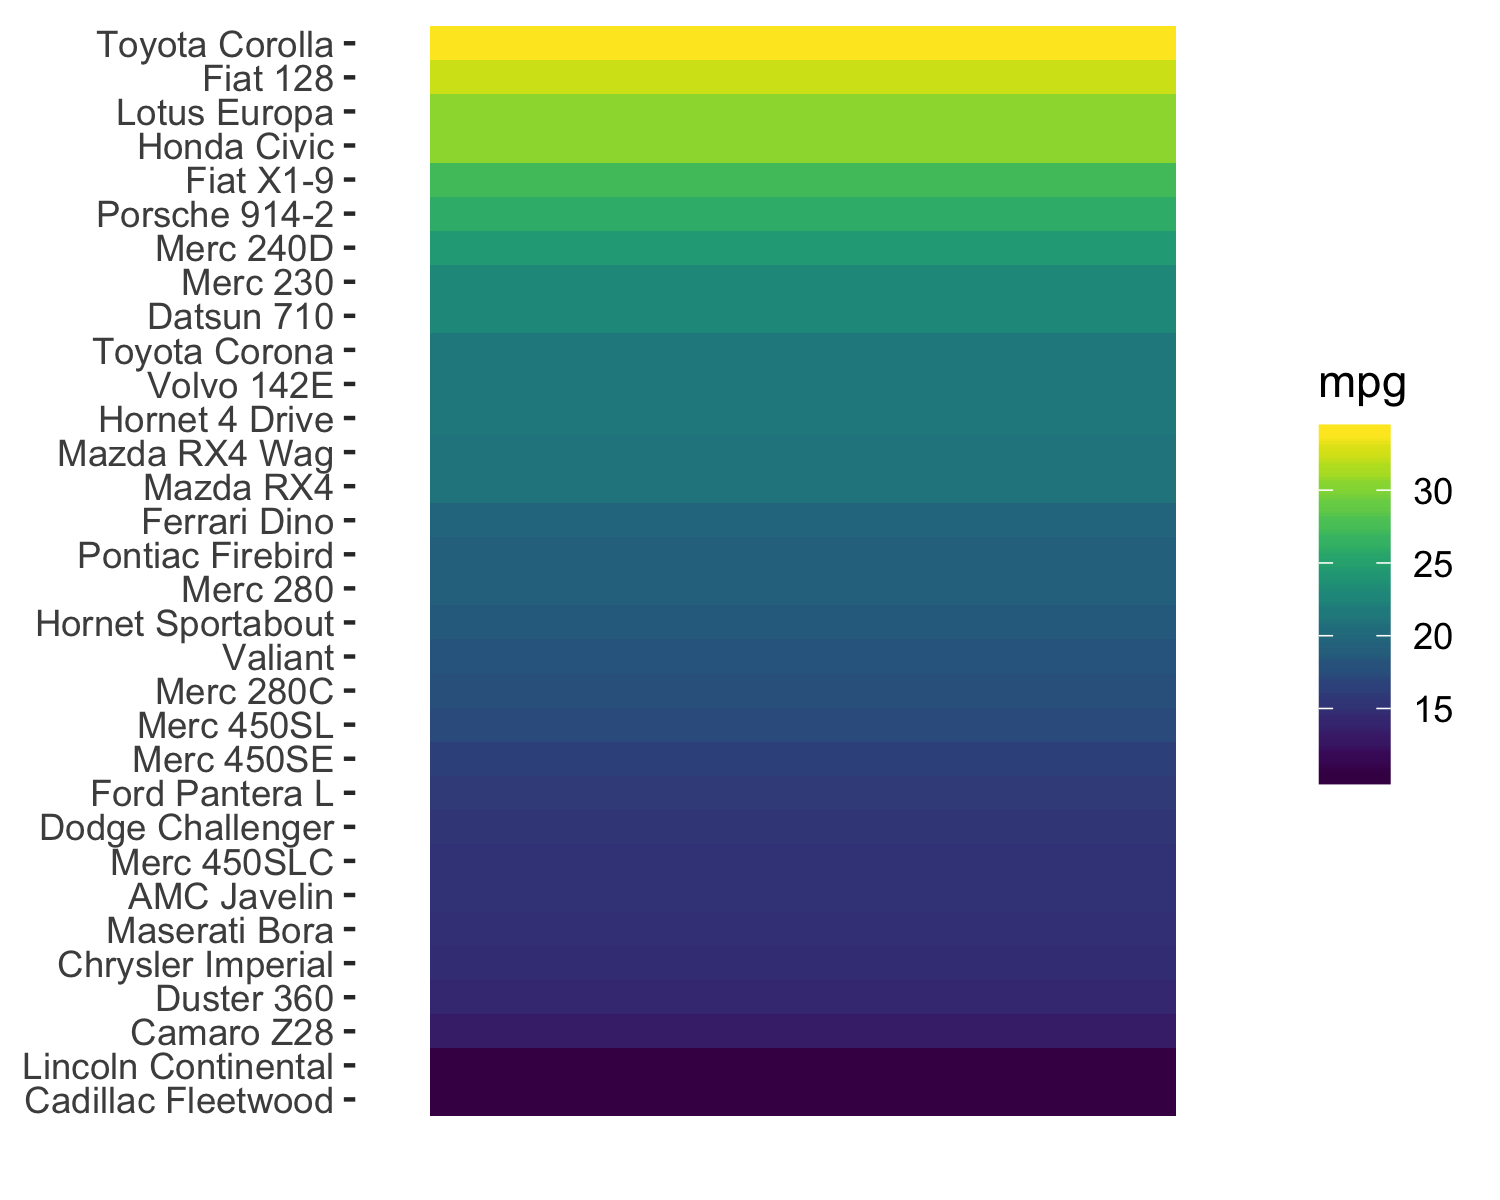 Toyota Corolla
Fiat 128
Lotus Europa
Honda Civic
Fiat X1-9
Porsche 914-2
Merc 240D
Merc 230
Datsun 710
Toyota Corona
Volvo 142E
Hornet 4 Drive
Mazda RX4 Wag
Mazda RX4
Ferrari Dino
Pontiac Firebird
Merc 280
Hornet Sportabout
Valiant
Merc 280C
Merc 450SL
Merc 450SE
Ford Pantera L
Dodge Challenger
Merc 450SLC
AMC Javelin
Maserati Bora
Chrysler Imperial
Duster 360
Camaro Z28
Lincoln Continental
Cadillac Fleetwood
mpg
30
25
20
15